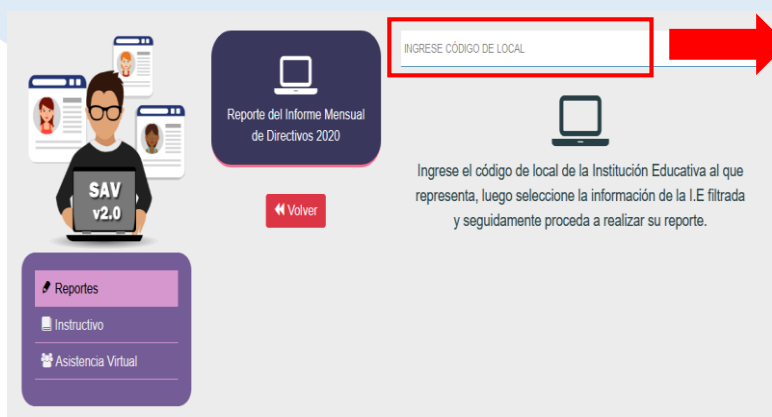 SAV
v2.0
Reportes
Instructivo
Asistencia Virtual
Reporte del Informe Mensual
de Directivos 2020
Volver
INGRESE CÓDIGO DE LOCAL
Ingrese el código de local de la Institución Educativa al que
representa, luego seleccione la información de la I.E filtrada
y seguidamente proceda a realizar su reporte.